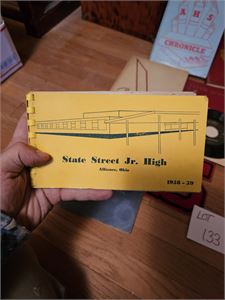 A H S
CHRONICLE
State Street Jr. High
Alliance, Ohio
1958 - 59
LOT
133